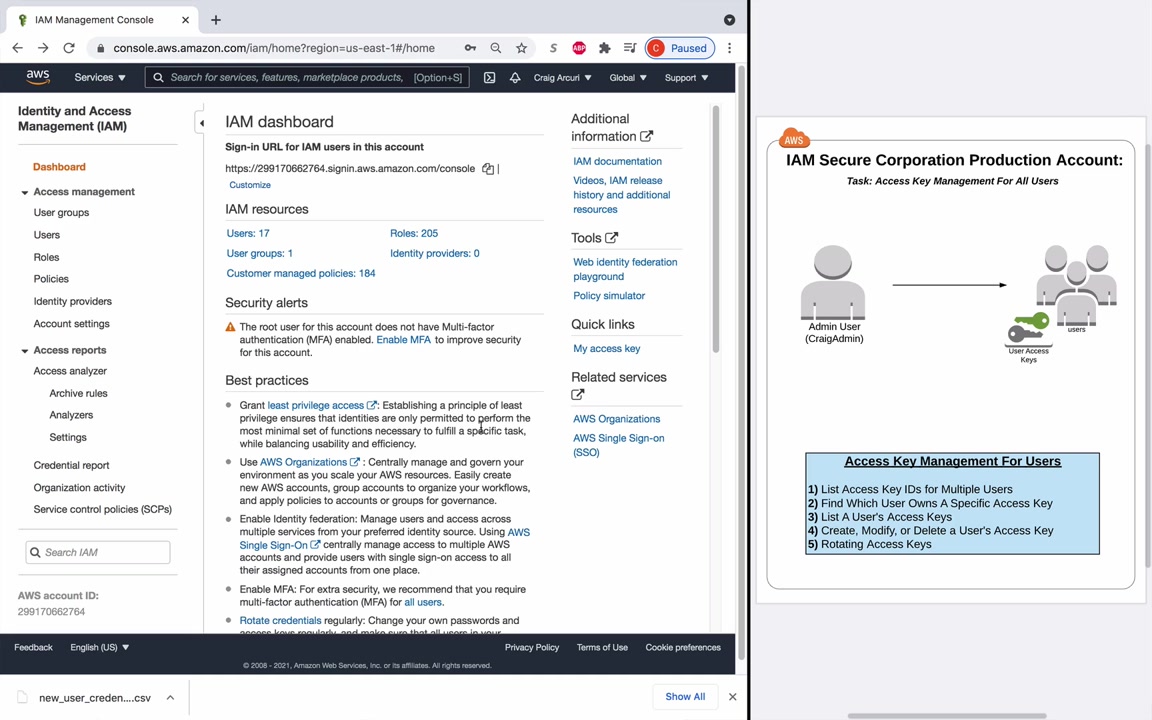 IAM Management Console
console.aws.amazon.com/iam/home?region=us-east-1#/home
S
ABP
C Paused
aws
Services
Search for services, features, marketplace products, [Option+S]
Craig Arcuri
Global
Support
Identity and Access
Management (IAM)
Dashboard
Access management
User groups
Users
Roles
Policies
Identity providers
Account settings
Access reports
Access analyzer
Archive rules
Analyzers
Settings
Credential report
Organization activity
Service control policies (SCPs)
Search IAM
AWS account ID:
299170662764
IAM dashboard
Sign-in URL for IAM users in this account
https://299170662764.signin.aws.amazon.com/console |
Customize
IAM resources
Users: 17
Roles: 205
User groups: 1
Identity providers: 0
Customer managed policies: 184
Security alerts
The root user for this account does not have Multi-factor
authentication (MFA) enabled. Enable MFA to improve security
for this account.
Best practices
Grant least privilege access : Establishing a principle of least
privilege ensures that identities are only permitted to perform the
most minimal set of functions necessary to fulfill a specific task,
while balancing usability and efficiency.
Use AWS Organizations : Centrally manage and govern your
environment as you scale your AWS resources. Easily create
new AWS accounts, group accounts to organize your workflows,
and apply policies to accounts or groups for governance.
Enable Identity federation: Manage users and access across
multiple services from your preferred identity source. Using AWS
Single Sign-On centrally manage access to multiple AWS
accounts and provide users with single sign-on access to all
their assigned accounts from one place.
Enable MFA: For extra security, we recommend that you require
multi-factor authentication (MFA) for all users.
Rotate credentials regularly: Change your own passwords and
access keys regularly, and make sure that all users in your
Additional
information
IAM documentation
Videos, IAM release
history and additional
resources
Tools
Web identity federation
playground
Policy simulator
Quick links
My access key
Related services
AWS Organizations
AWS Single Sign-on
(SSO)
Feedback
English (US)
Privacy Policy
Terms of Use
Cookie preferences
© 2008 - 2021, Amazon Web Services, Inc. or its affiliates. All rights reserved.
new_user_creden....csv
Show All
AWS
IAM Secure Corporation Production Account:
Task: Access Key Management For All Users
Admin User
(CraigAdmin)
users
User Access
Keys
Access Key Management For Users
1) List Access Key IDs for Multiple Users
2) Find Which User Owns A Specific Access Key
3) List A User's Access Keys
4) Create, Modify, or Delete a User's Access Key
5) Rotating Access Keys